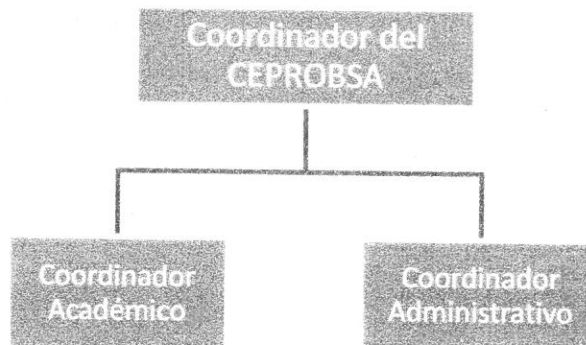 Coordinador del
CEPROBSA
Coordinador
Académico
Coordinador
Administrativo